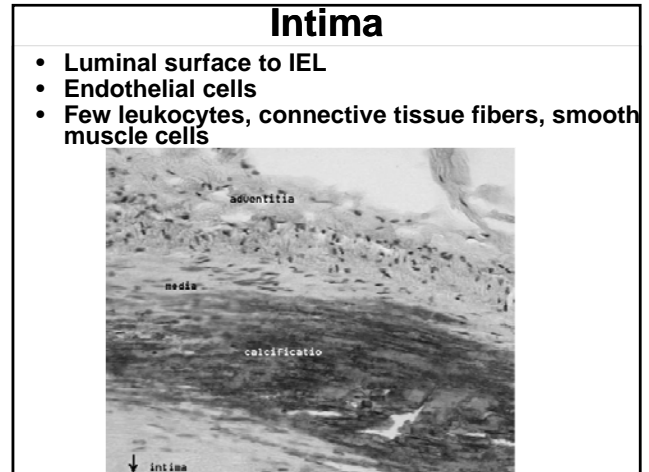 Intima
• Luminal surface to IEL
• Endothelial cells
• Few leukocytes, connective tissue fibers, smooth
muscle cells
adventitia
media
calcificatio
intima